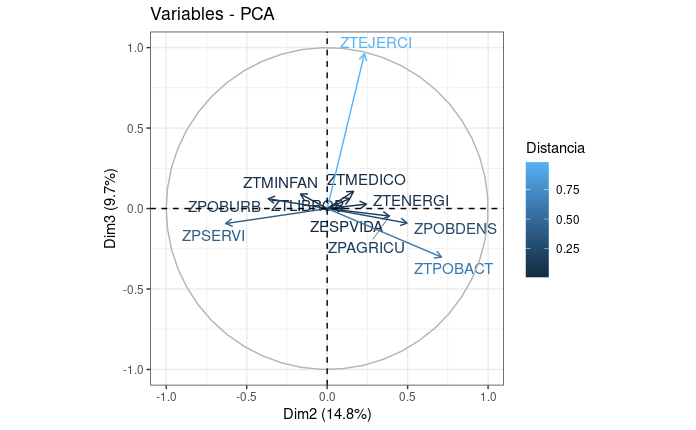 Variables - PCA
ZTEJERCI
ZTMINFAN
ZTMEDICO
ZPOBURB
ZTLIBROP
ZTENERGI
ZPSERVI
ZESPVIDA
ZPOBDENS
ZPAGRICU
ZTPOBACT
1.0
0.5
0.0
-0.5
-1.0
Dim3 (9.7%)
-1.0
-0.5
0.0
0.5
1.0
Dim2 (14.8%)
Distancia
0.75
0.50
0.25